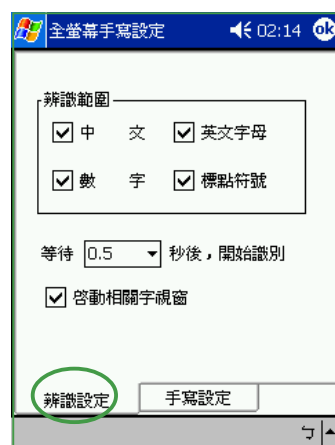 全螢幕手寫設定 02:14 ok
辨識範圍
中 文 英文字母
數 字 標點符號
等待 0.5 秒後，開始識別
啓動相關字視窗
辨識設定 手寫設定
ㄅ